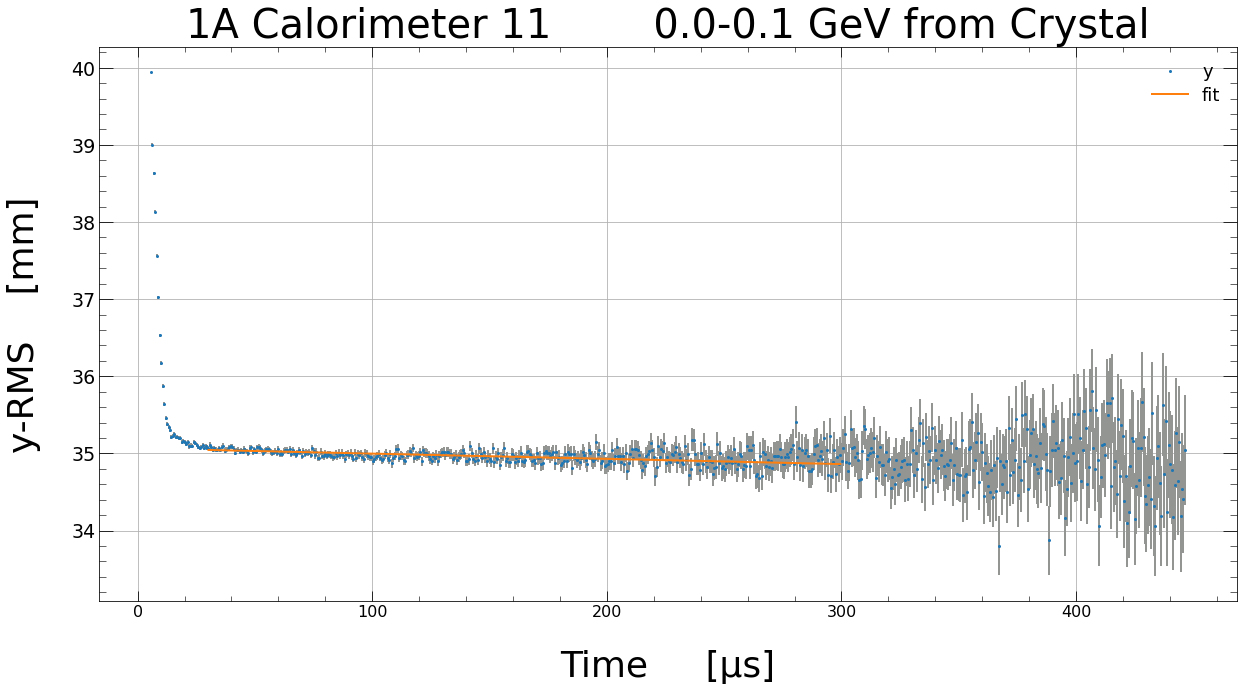 1A Calorimeter 11 0.0-0.1 GeV from Crystal
y
fit
y-RMS [mm]
40
39
38
37
36
35
34
0 100 200 300 400
Time [μs]